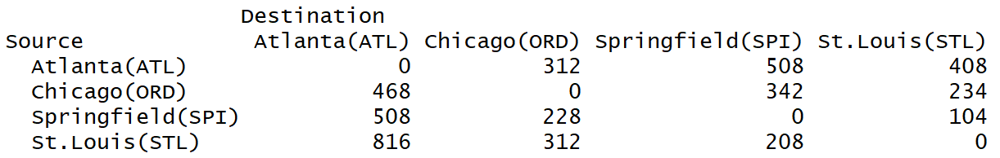 Destination
Source Atlanta(ATL) Chicago(ORD) Springfield(SPI) St.Louis(STL)
Atlanta(ATL) 0 312 508 408
Chicago(ORD) 468 0 342 234
Springfield(SPI) 508 228 0 104
St.Louis(STL) 816 312 208 0